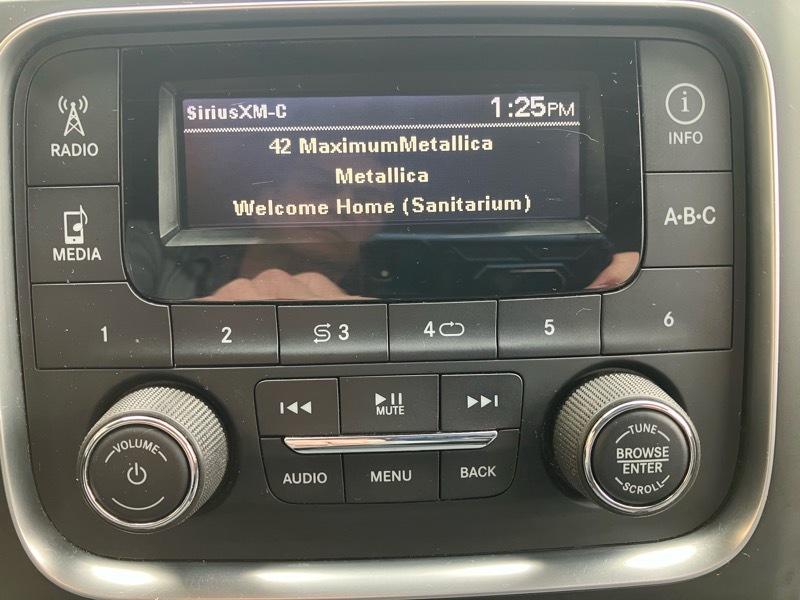 SiriusXM-C 1:25PM
42 MaximumMetallica
Metallica
Welcome Home (Sanitarium)
RADIO
MEDIA
i
INFO
A•B•C
1 2 3 4 5 6
VOLUME
MUTE
AUDIO MENU BACK
TUNE
BROWSE
ENTER
SCROLL